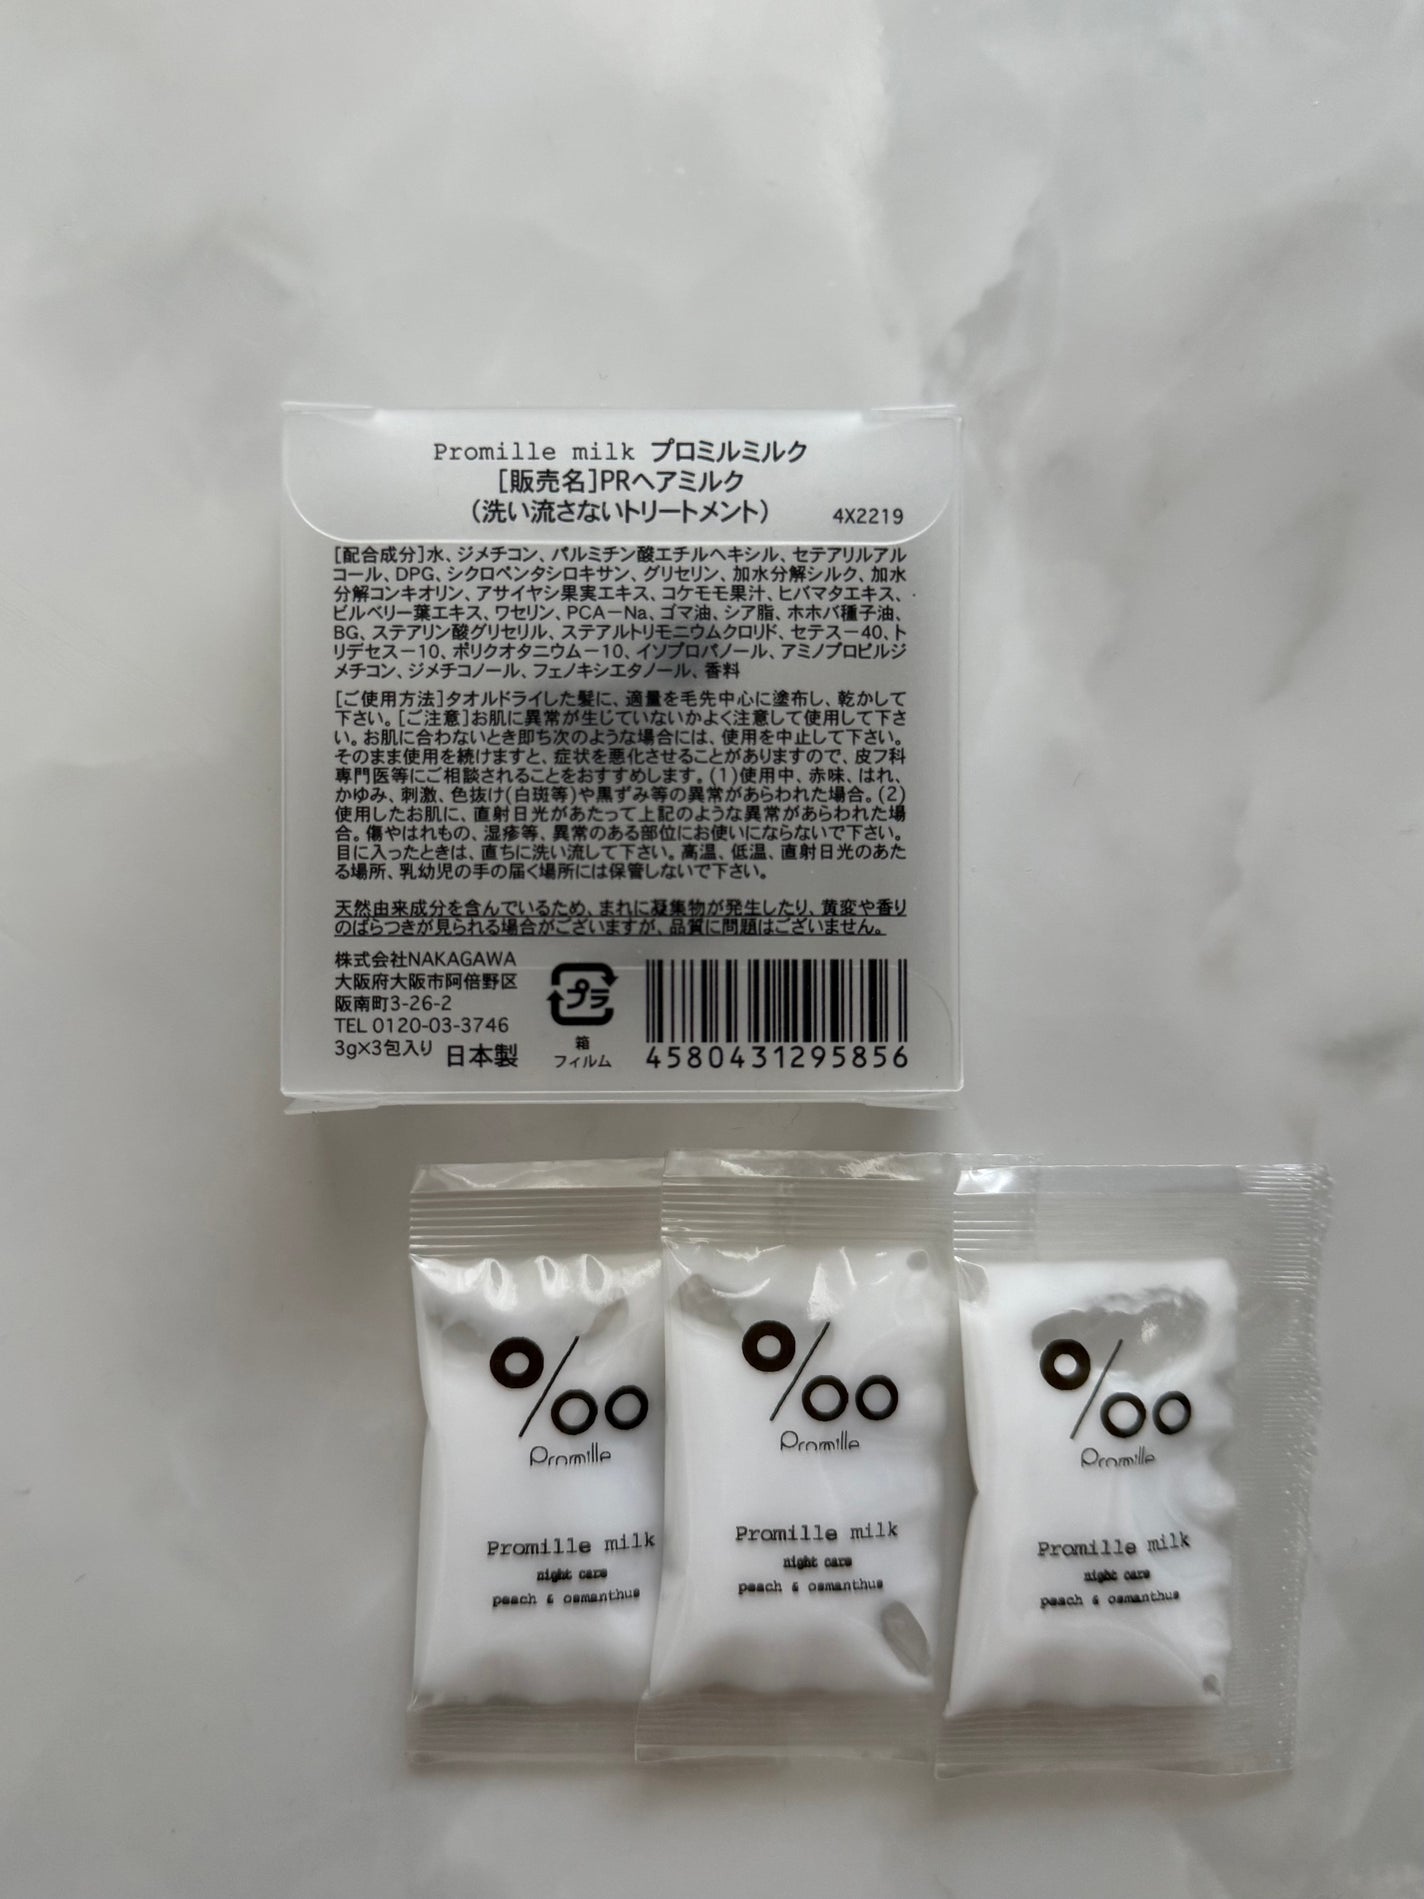 Promille milk プロミルミルク
[販売名]PRヘアミルク
(洗い流さないトリートメント)
4X2219
[配合成分]水、ジメチコン、パルミチン酸エチルヘキシル、セテアリルアル
コール、DPG、シクロペンタシロキサン、グリセリン、加水分解シルク、加水
分解コンキオリン、アサイヤシ果実エキス、コケモモ果汁、ヒバマタエキス、
ビルベリー葉エキス、ワセリン、PCA－Na、ゴマ油、シア脂、ホホバ種子油、
BG、ステアリン酸グリセリル、ステアルトリモニウムクロリド、セテス－40、ト
リデセス－10、ポリクオタニウム－10、イソプロパノール、アミノプロピルジ
メチコン、ジメチコノール、フェノキシエタノール、香料
[ご使用方法]タオルドライした髪に、適量を毛先中心に塗布し、乾かして
下さい。[ご注意]お肌に異常が生じていないかよく注意して使用して下さ
い。お肌に合わないとき即ち次のような場合には、使用を中止して下さい。
そのまま使用を続けますと、症状を悪化させることがありますので、皮フ科
専門医等にご相談されることをおすすめします。(1)使用中、赤味、はれ、
かゆみ、刺激、色抜け(白斑等)や黒ずみ等の異常があらわれた場合。(2)
使用したお肌に、直射日光があたって上記のような異常があらわれた場
合。傷やはれもの、湿疹等、異常のある部位にお使いにならないで下さい。
目に入ったときは、直ちに洗い流して下さい。高温、低温、直射日光のあた
る場所、乳幼児の手の届く場所には保管しないで下さい。
天然由来成分を含んでいるため、まれに凝集物が発生したり、黄変や香り
のばらつきが見られる場合がございますが、品質に問題はございません。
株式会社NAKAGAWA
大阪府大阪市阿倍野区
阪南町3-26-2
TEL 0120-03-3746
3g×3包入り 日本製
プラ
箱
フィルム
4580431295856
‰
Promille
Promille milk
night care
peach & osmanthus
‰
Promille
Promille milk
night care
peach & osmanthus
‰
Promille
Promille milk
night care
peach & osmanthus